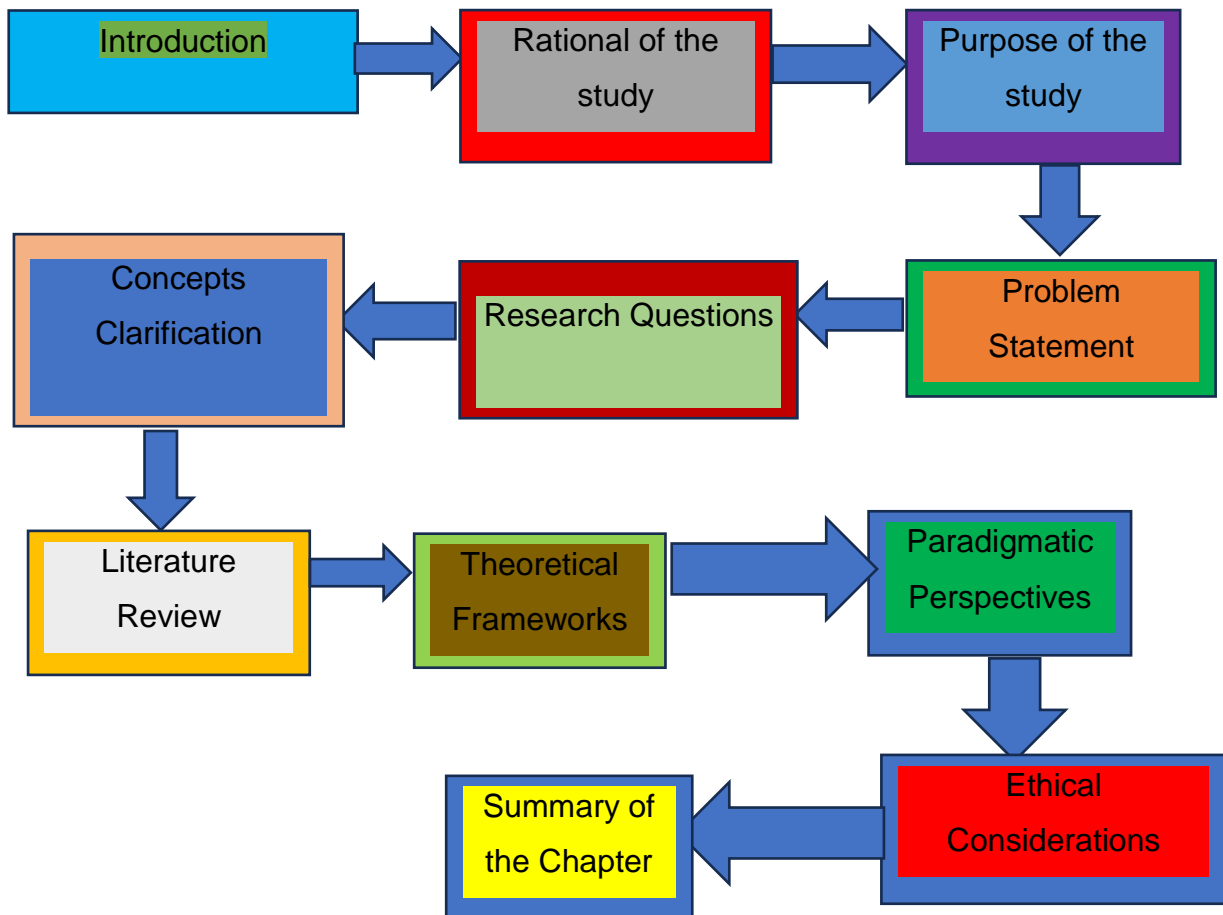 Introduction
Rational of the
study
Purpose of the
study
Problem
Statement
Research Questions
Concepts
Clarification
Literature
Review
Theoretical
Frameworks
Paradigmatic
Perspectives
Ethical
Considerations
Summary of
the Chapter